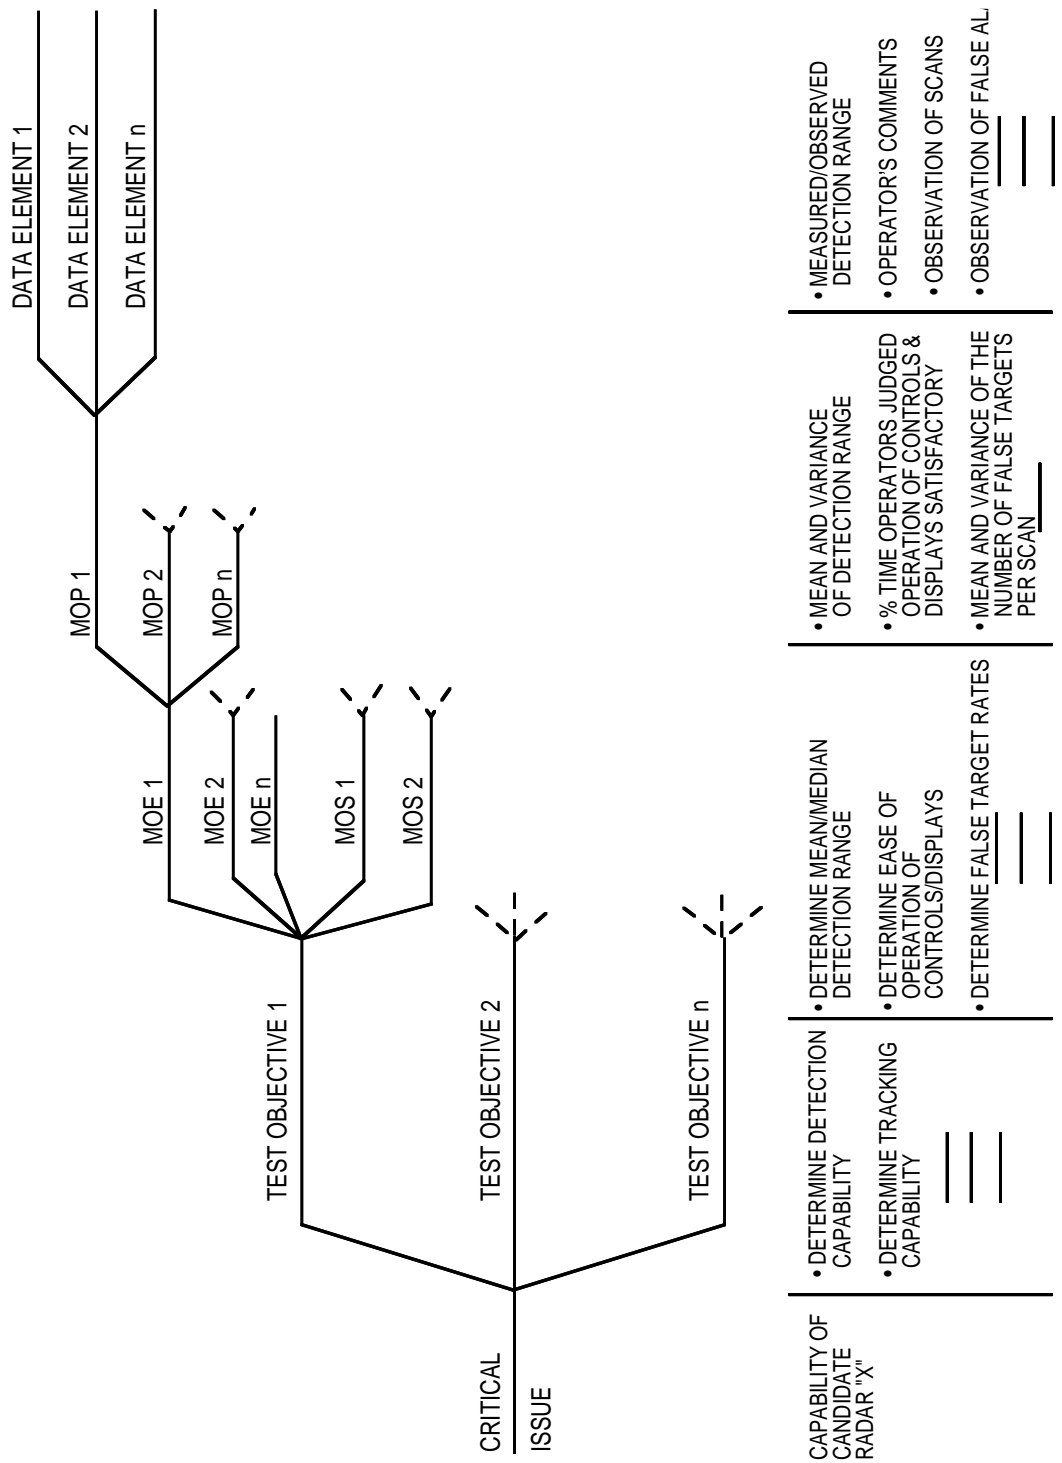 DATA ELEMENT 1
DATA ELEMENT 2
DATA ELEMENT n
MOP 1
MOP 2
MOP n
MOE 1
MOE 2
MOE n
MOS 1
MOS 2
TEST OBJECTIVE 1
TEST OBJECTIVE 2
TEST OBJECTIVE n
CRITICAL
ISSUE
CAPABILITY OF
CANDIDATE
RADAR "X"
• DETERMINE DETECTION
CAPABILITY
• DETERMINE TRACKING
CAPABILITY
• DETERMINE MEAN/MEDIAN
DETECTION RANGE
• DETERMINE EASE OF
OPERATION OF
CONTROLS/DISPLAYS
• DETERMINE FALSE TARGET RATES
• MEAN AND VARIANCE
OF DETECTION RANGE
• % TIME OPERATORS JUDGED
OPERATION OF CONTROLS &
DISPLAYS SATISFACTORY
• MEAN AND VARIANCE OF THE
NUMBER OF FALSE TARGETS
PER SCAN
• MEASURED/OBSERVED
DETECTION RANGE
• OPERATOR'S COMMENTS
• OBSERVATION OF SCANS
• OBSERVATION OF FALSE